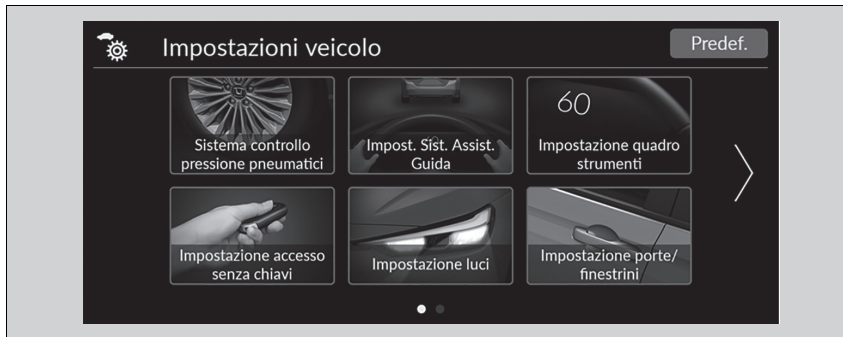 Impostazioni veicolo
Predef.
Sistema controllo
pressione pneumatici
Impost. Sist. Assist.
Guida
60
Impostazione quadro
strumenti
Impostazione accesso
senza chiavi
Impostazione luci
Impostazione porte/
finestrini